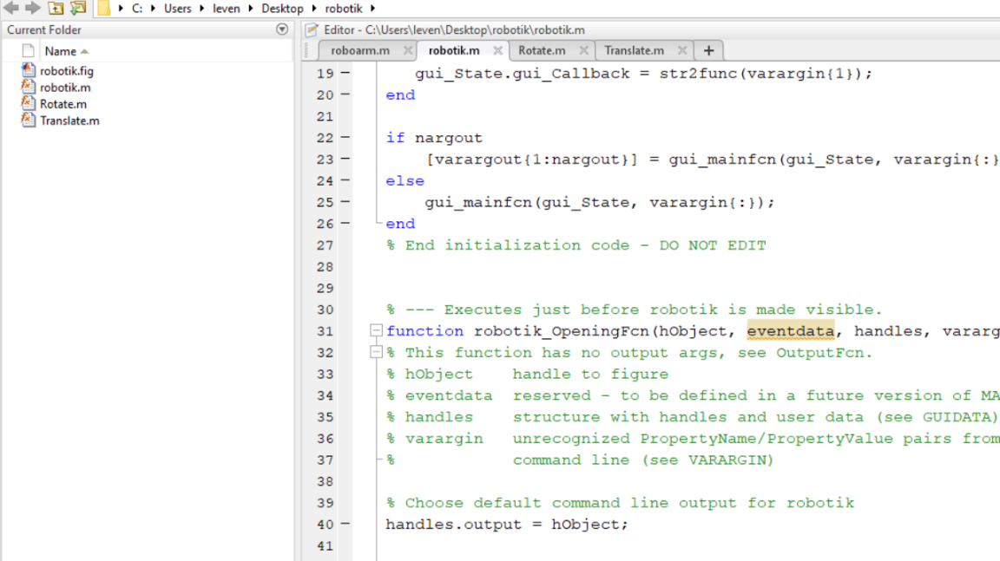 C: Users leven Desktop robotik
Current Folder
Name
robotik.fig
robotik.m
Rotate.m
Translate.m
Editor - C:\Users\leven\Desktop\robotik\robotik.m
roboarm.m robotik.m Rotate.m Translate.m +
19 gui_State.gui_Callback = str2func(varargin{1});
20 end
21
22 if nargout
23 [varargout{1:nargout}] = gui_mainfcn(gui_State, varargin{:}
24 else
25 gui_mainfcn(gui_State, varargin{:});
26 end
27 % End initialization code - DO NOT EDIT
28
29
30 % --- Executes just before robotik is made visible.
31 function robotik_OpeningFcn(hObject, eventdata, handles, vararg
32 % This function has no output args, see OutputFcn.
33 % hObject    handle to figure
34 % eventdata  reserved - to be defined in a future version of MA
35 % handles    structure with handles and user data (see GUIDATA)
36 % varargin   unrecognized PropertyName/PropertyValue pairs from
37 %            command line (see VARARGIN)
38
39 % Choose default command line output for robotik
40 handles.output = hObject;
41